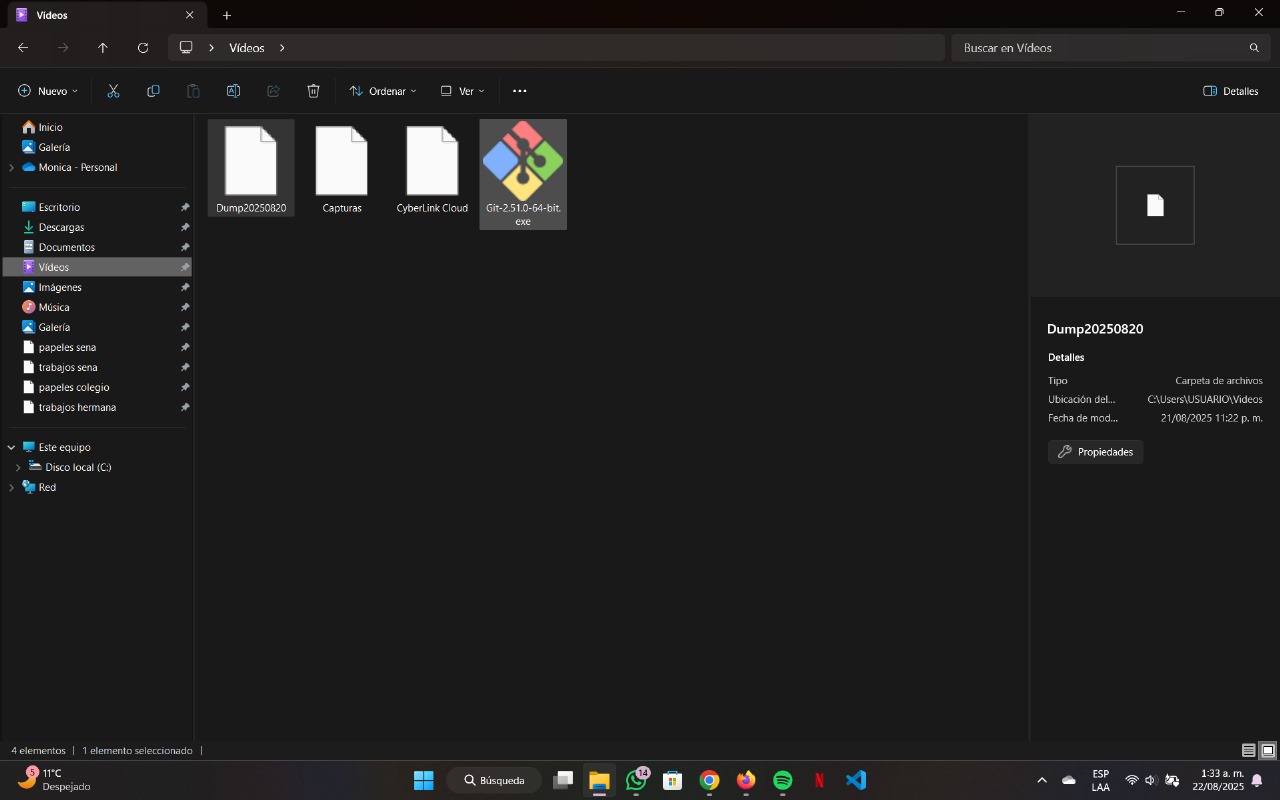 Vídeos
Vídeos
Buscar en Vídeos
Nuevo
Ordenar
Ver
Detalles
Inicio
Galería
Monica - Personal
Escritorio
Descargas
Documentos
Vídeos
Imágenes
Música
Galería
papeles sena
trabajos sena
papeles colegio
trabajos hermana
Este equipo
Disco local (C:)
Red
Dump20250820
Capturas
CyberLink Cloud
Git-2.51.0-64-bit.
exe
Dump20250820
Detalles
Tipo Carpeta de archivos
Ubicación del... C:\Users\USUARIO\Videos
Fecha de mod... 21/08/2025 11:22 p. m.
Propiedades
4 elementos | 1 elemento seleccionado |
5
11°C
Despejado
Búsqueda
14
N
ESP
LAA
1:33 a. m.
22/08/2025